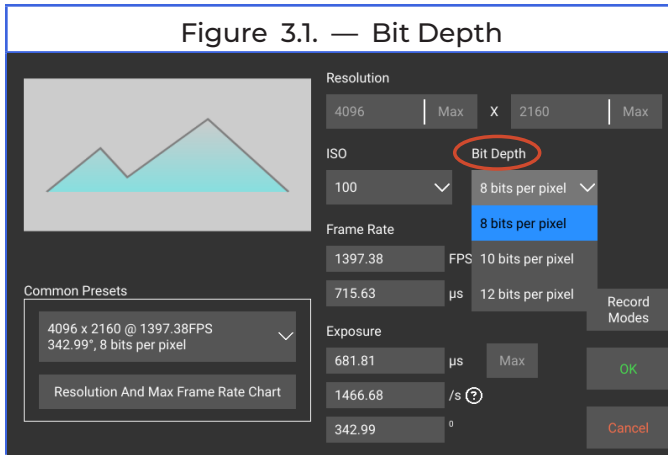 Figure 3.1. — Bit Depth
Resolution
4096 Max X 2160 Max
ISO Bit Depth
100 8 bits per pixel
8 bits per pixel
10 bits per pixel
12 bits per pixel
Frame Rate
1397.38 FPS
715.63 µs
Common Presets
4096 x 2160 @ 1397.38FPS
342.99°, 8 bits per pixel
Resolution And Max Frame Rate Chart
Exposure
681.81 µs Max
1466.68 /s ?
342.99 °
Record
Modes
OK
Cancel